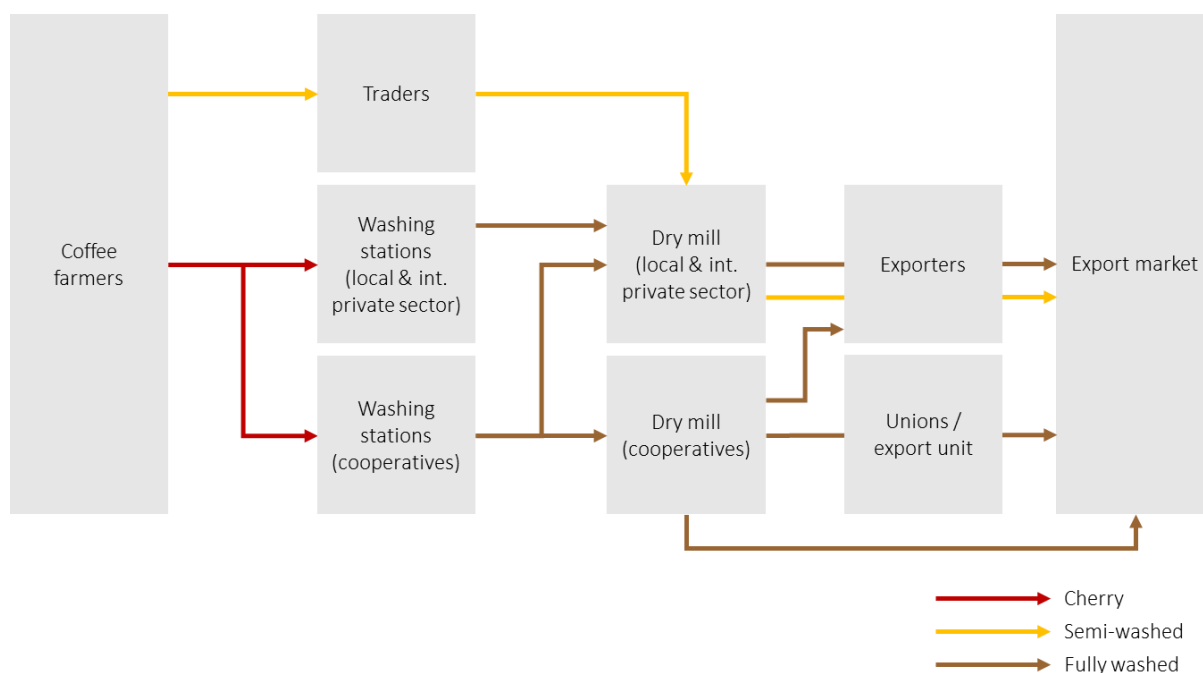 Coffee
farmers
Traders
Washing
stations
(local & int.
private sector)
Washing
stations
(cooperatives)
Dry mill
(local & int.
private sector)
Dry mill
(cooperatives)
Exporters
Unions /
export unit
Export market
Cherry
Semi-washed
Fully washed